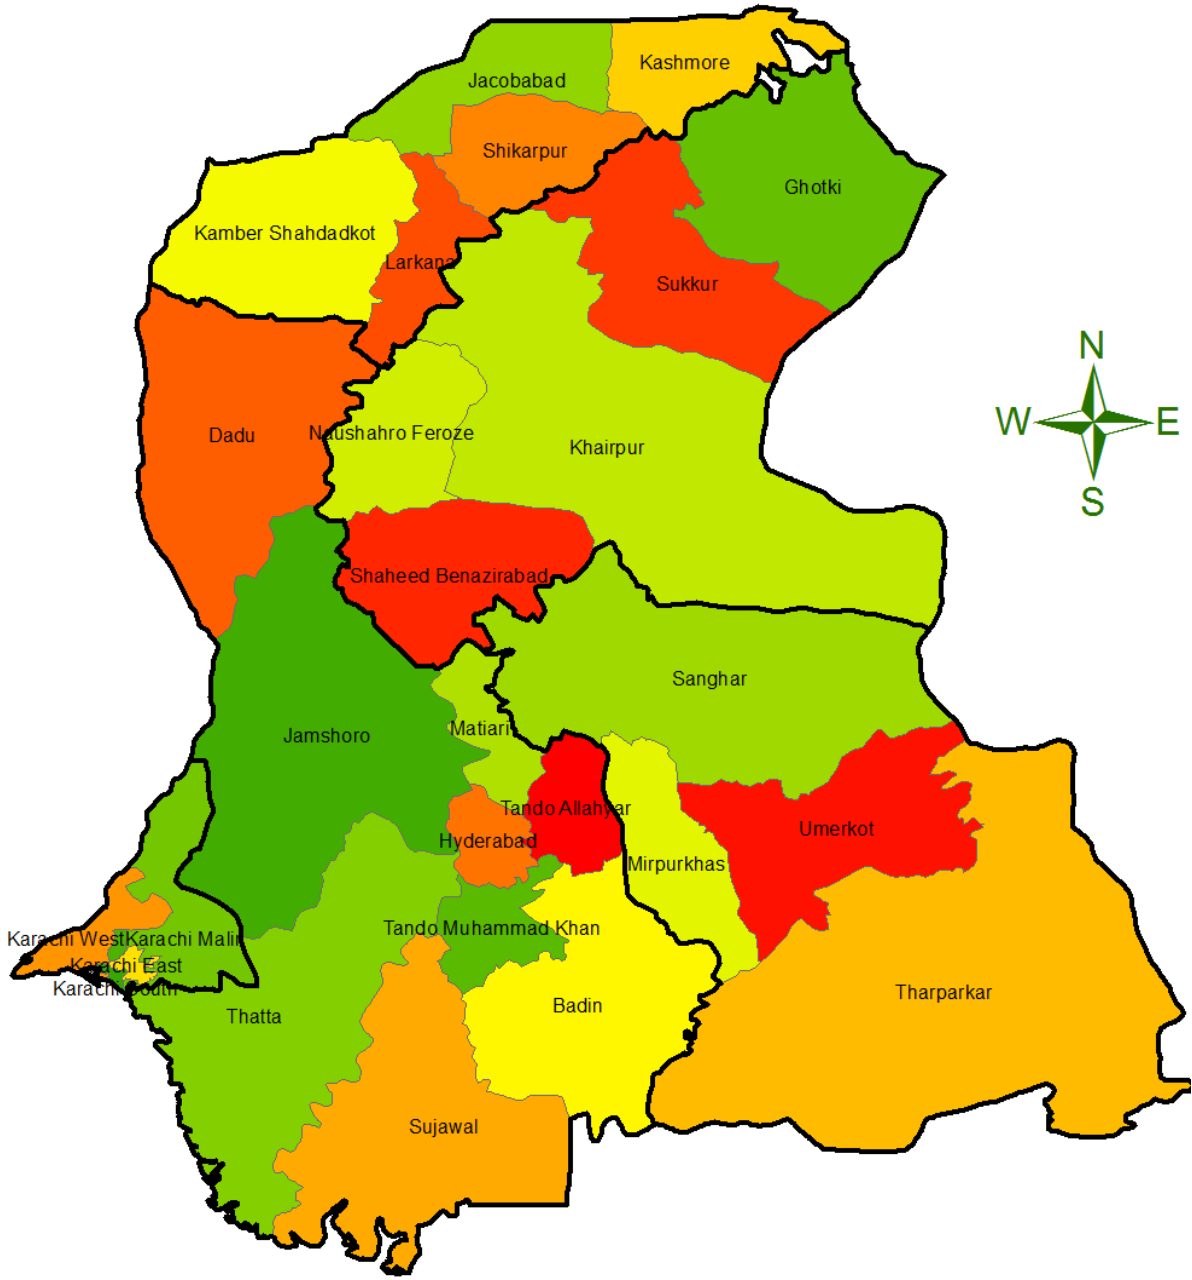 Kashmore
Jacobabad
Shikarpur
Ghotki
Kamber Shahdadkot
Larkana
Sukkur
N
W
E
S
Dadu
Naushahro Feroze
Khairpur
Shaheed Benazirabad
Sanghar
Matiari
Jamshoro
Tando Allahyar
Umerkot
Hyderabad
Mirpurkhas
Tando Muhammad Khan
Karachi West
Karachi Malir
Karachi East
Karachi South
Tharparkar
Badin
Thatta
Sujawal